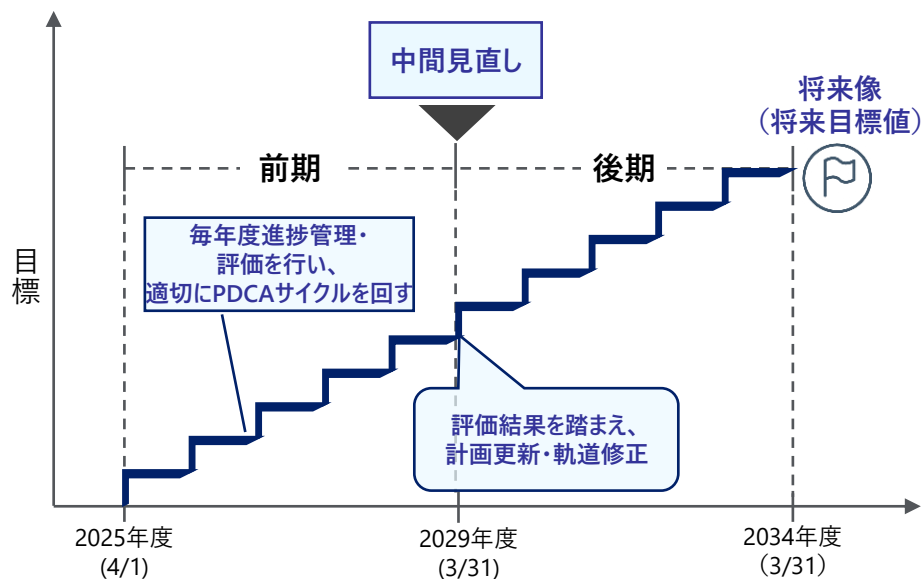 中間見直し
将来像
（将来目標値）
前期
後期
毎年度進捗管理・
評価を行い、
適切にPDCAサイクルを回す
目標
評価結果を踏まえ、
計画更新・軌道修正
2025年度
(4/1)
2029年度
(3/31)
2034年度
（3/31）